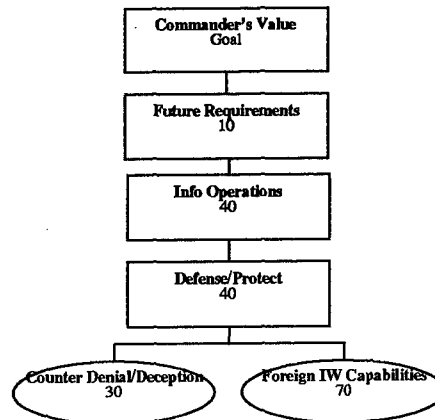 Commander's Value
Goal
Future Requirements
10
Info Operations
40
Defense/Protect
40
Counter Denial/Deception
30
Foreign IW Capabilities
70